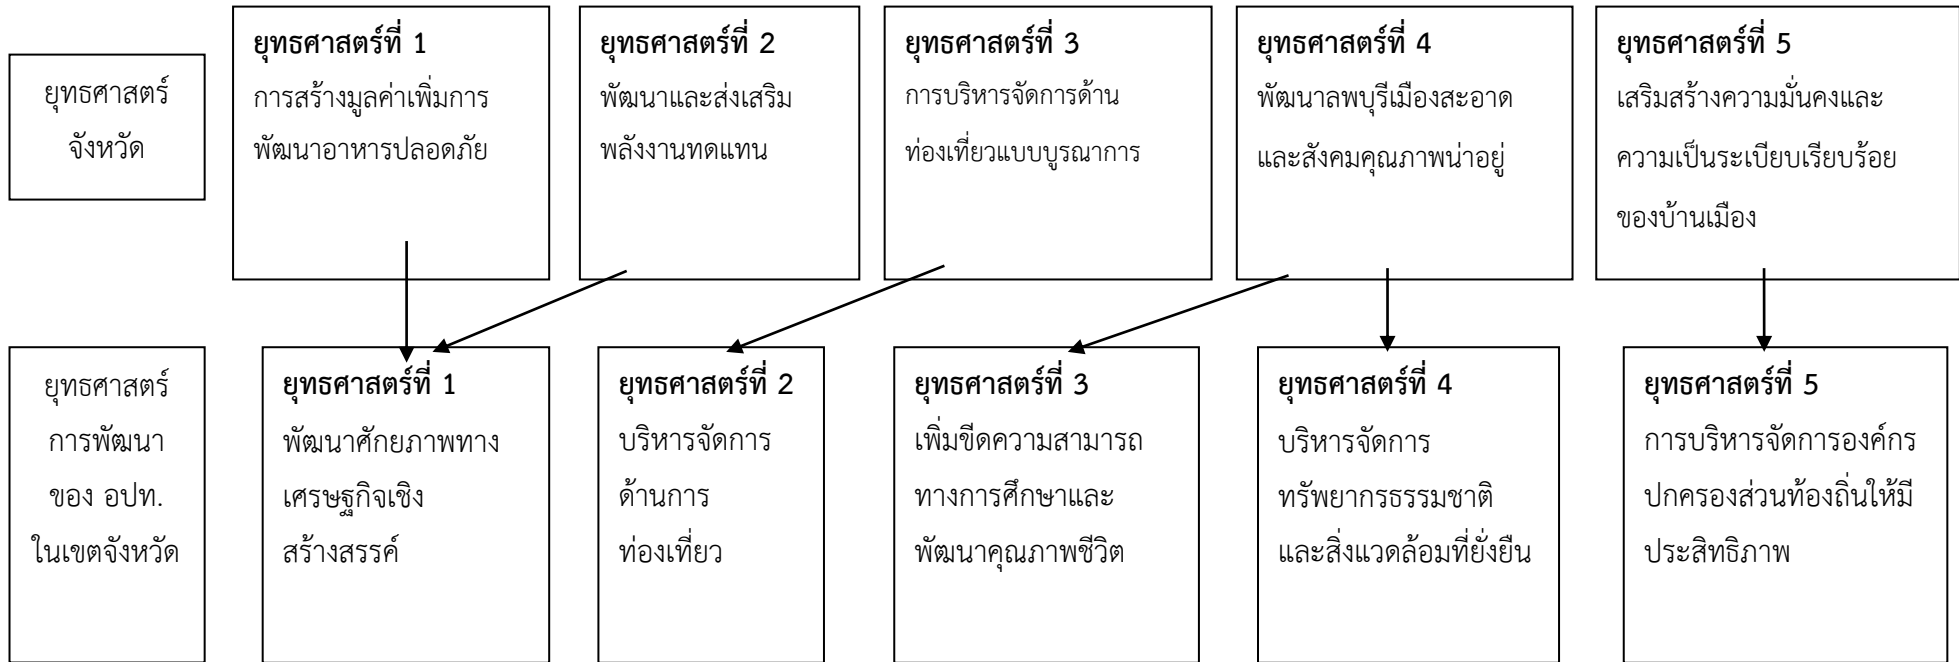 ยุทธศาสตร์
จังหวัด
ยุทธศาสตร์ที่ 1
การสร้างมูลค่าเพิ่มการ
พัฒนาอาหารปลอดภัย
ยุทธศาสตร์ที่ 2
พัฒนาและส่งเสริม
พลังงานทดแทน
ยุทธศาสตร์ที่ 3
การบริหารจัดการด้าน
ท่องเที่ยวแบบบูรณาการ
ยุทธศาสตร์ที่ 4
พัฒนาลพบุรีเมืองสะอาด
และสังคมคุณภาพน่าอยู่
ยุทธศาสตร์ที่ 5
เสริมสร้างความมั่นคงและ
ความเป็นระเบียบเรียบร้อย
ของบ้านเมือง
ยุทธศาสตร์
การพัฒนา
ของ อปท.
ในเขตจังหวัด
ยุทธศาสตร์ที่ 1
พัฒนาศักยภาพทาง
เศรษฐกิจเชิง
สร้างสรรค์
ยุทธศาสตร์ที่ 2
บริหารจัดการ
ด้านการ
ท่องเที่ยว
ยุทธศาสตร์ที่ 3
เพิ่มขีดความสามารถ
ทางการศึกษาและ
พัฒนาคุณภาพชีวิต
ยุทธศาสตร์ที่ 4
บริหารจัดการ
ทรัพยากรธรรมชาติ
และสิ่งแวดล้อมที่ยั่งยืน
ยุทธศาสตร์ที่ 5
การบริหารจัดการองค์กร
ปกครองส่วนท้องถิ่นให้มี
ประสิทธิภาพ